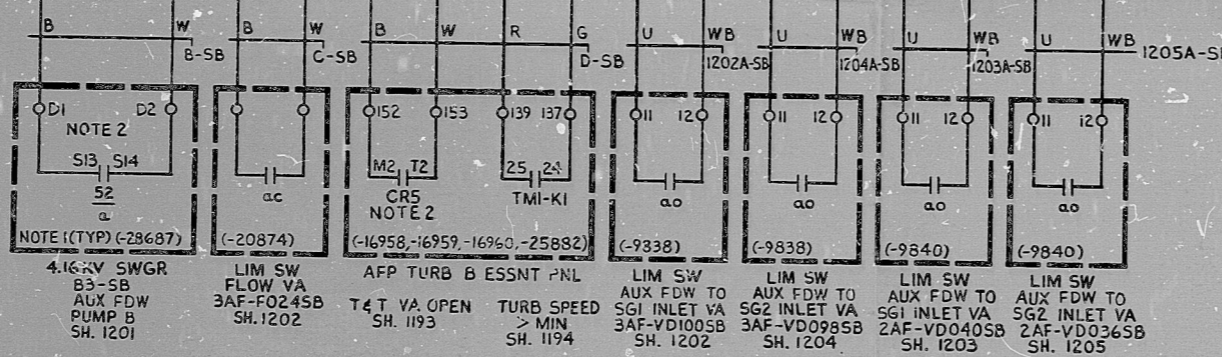 B W B W B W R G U WB U WB U WB U WB
B-SB C-SB D-SB 1202A-SB 1204A-SB 1203A-SB 1205A-S
D1 D2 152 153 139 137 11 12 11 12 11 12 11 12
NOTE 2
S13 S14 M2 T2 25 24
52
a
ac
CR5
NOTE 2
TM1-K1
ao ao ao ao
NOTE 1(TYP) (-28687) (-20874) (-16958,-16959,-16960,-25882) (-9838) (-9840) (-9840)
4.16KV SWGR
B3-SB
AUX FDW
PUMP B
SH. 1201
LIM SW
FLOW VA
3AF-F024SB
SH. 1202
AFP TURB B ESSNT PNL
T&T VA OPEN
SH. 1193
TURB SPEED
> MIN
SH. 1194
LIM SW
AUX FDW TO
SG1 INLET VA
3AF-VD100SB
SH. 1202
LIM SW
AUX FDW TO
SG2 INLET VA
3AF-VD098SB
SH. 1204
LIM SW
AUX FDW TO
SG1 INLET VA
2AF-VD040SB
SH. 1203
LIM SW
AUX FDW TO
SG2 INLET VA
2AF-VD036SB
SH. 1205